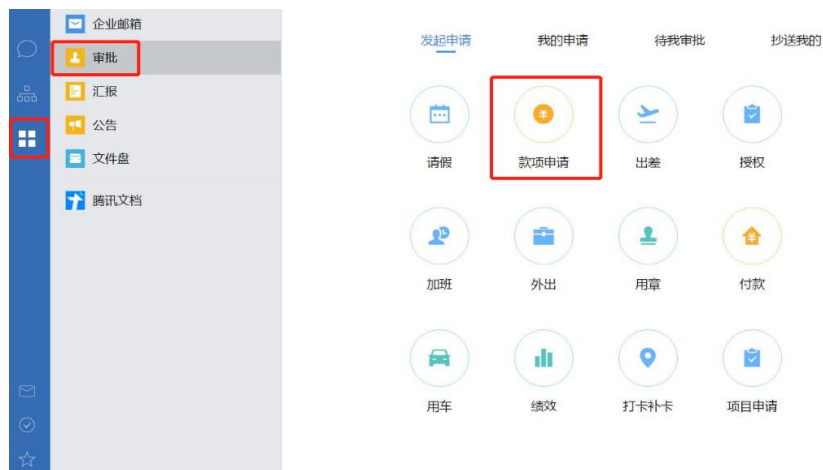 企业邮箱
审批
汇报
公告
文件盘
腾讯文档
发起申请 我的申请 待我审批 抄送我的
请假 款项申请 出差 授权
加班 外出 用章 付款
用车 绩效 打卡补卡 项目申请